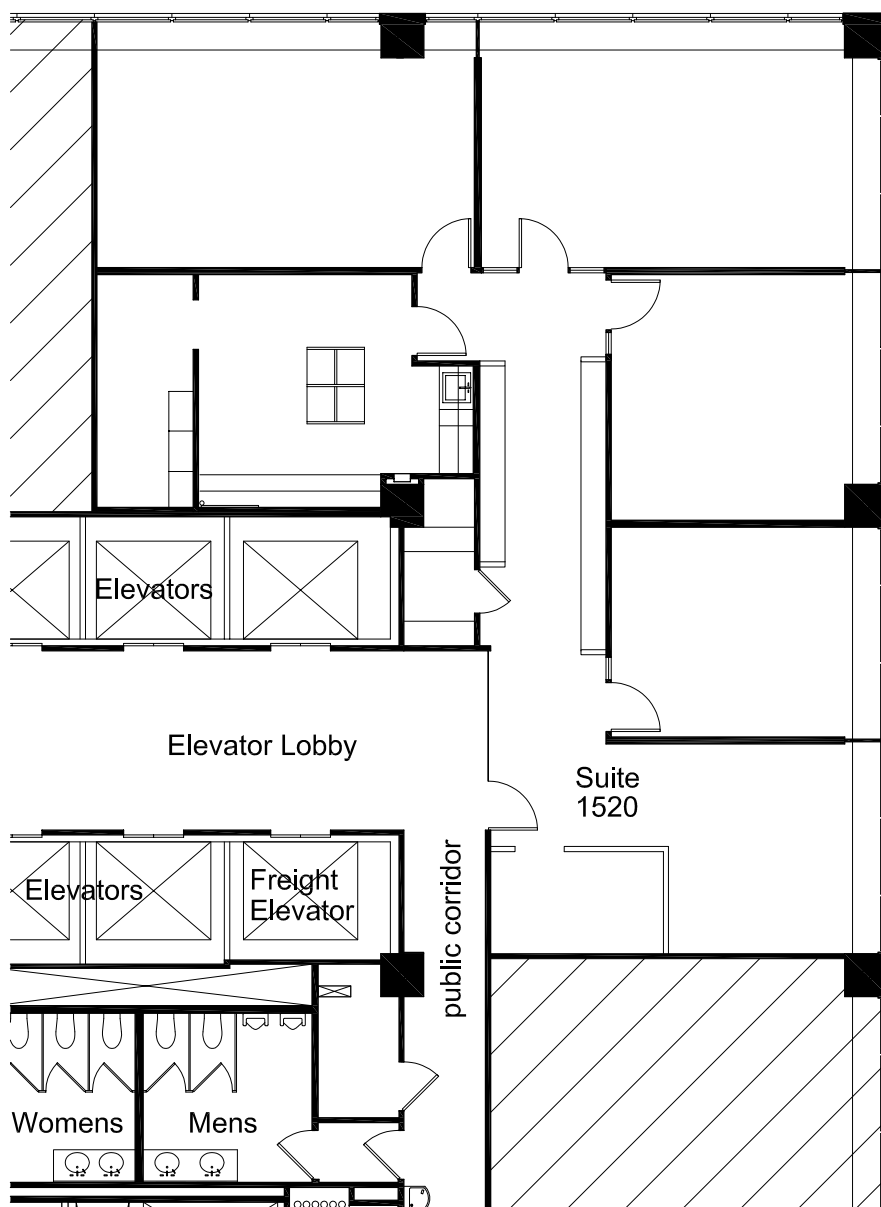 Elevators
Elevator Lobby
Suite
1520
Elevators
Freight
Elevator
public corridor
Womens
Mens